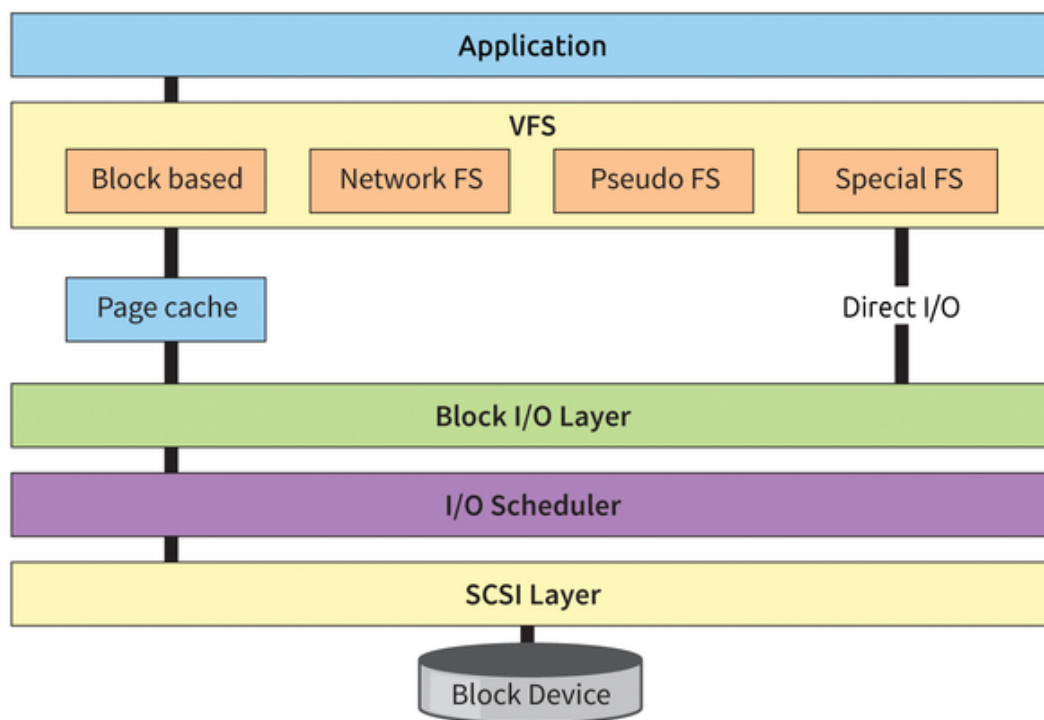 Application
VFS
Block based
Network FS
Pseudo FS
Special FS
Page cache
Direct I/O
Block I/O Layer
I/O Scheduler
SCSI Layer
Block Device